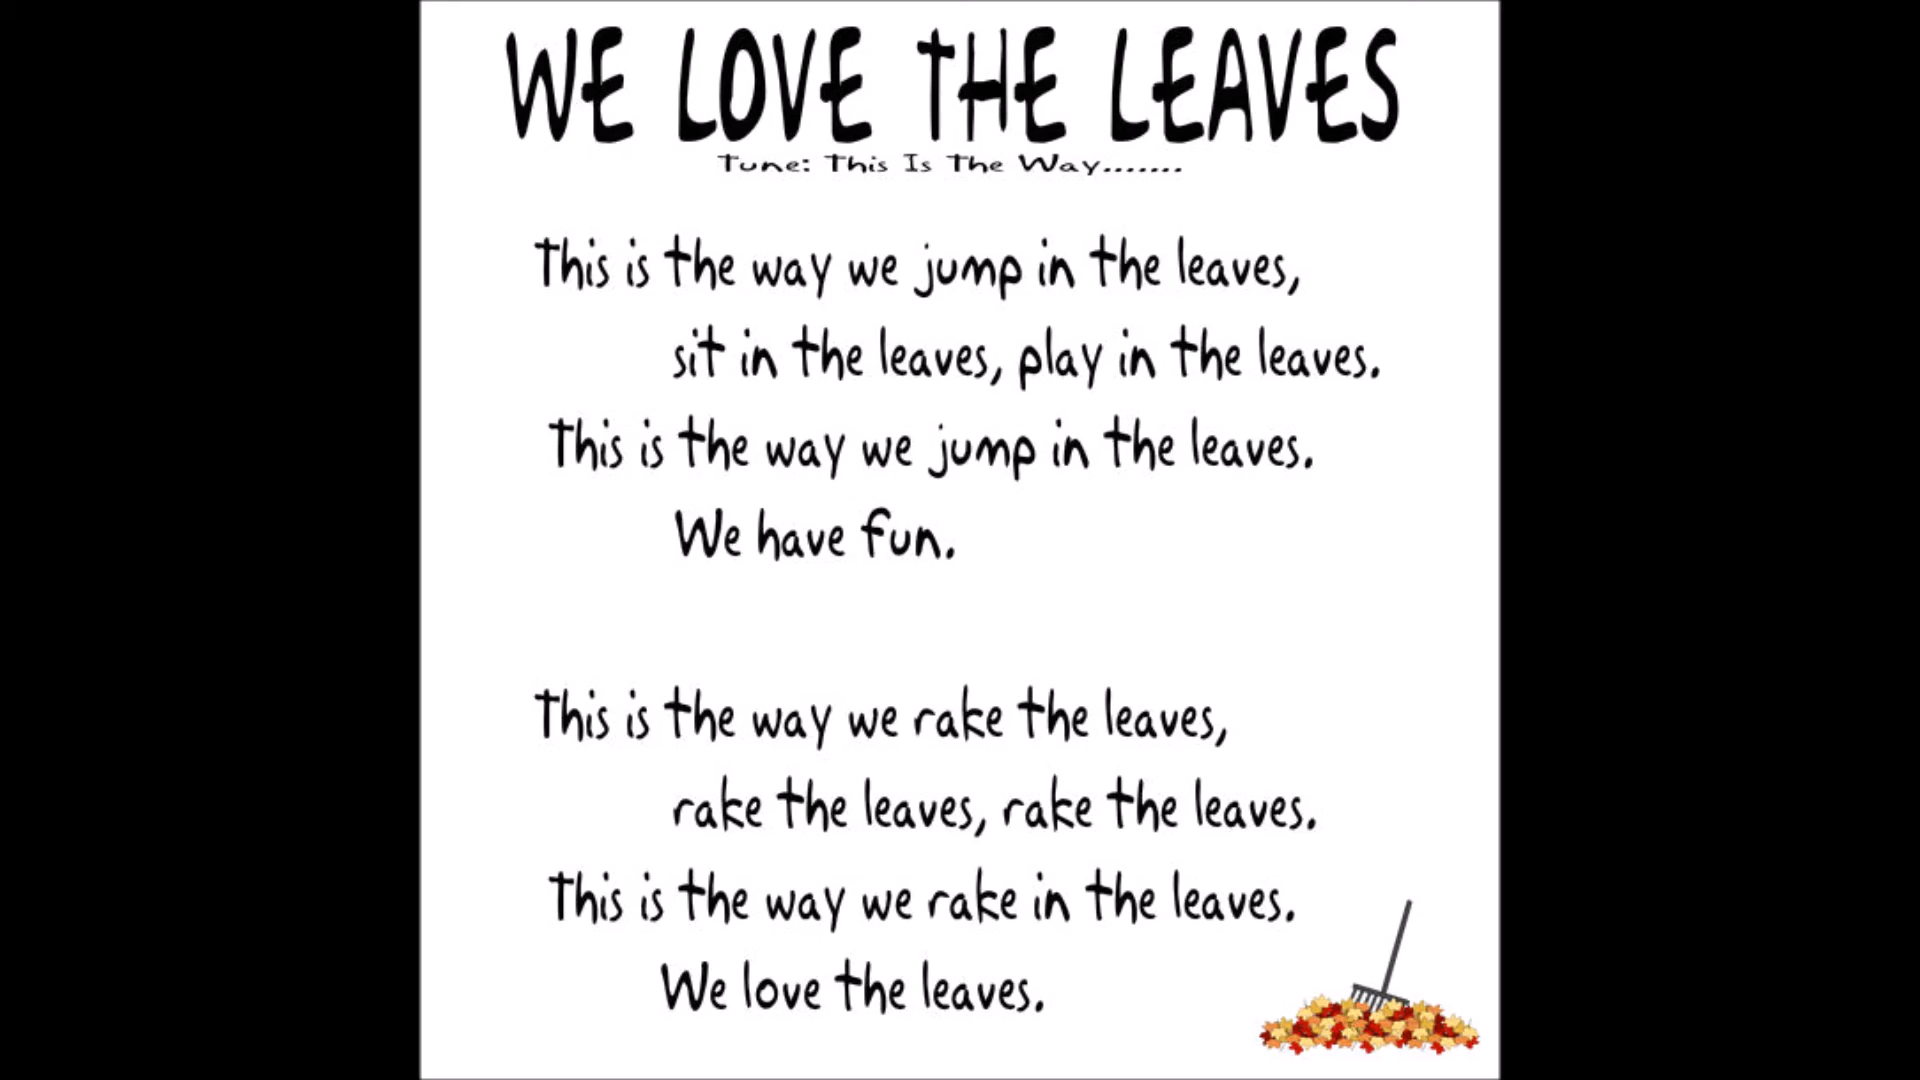 WE LOVE THE LEAVES
Tune: This Is The Way.......
This is the way we jump in the leaves,
sit in the leaves, play in the leaves.
This is the way we jump in the leaves.
We have fun.
This is the way we rake the leaves,
rake the leaves, rake the leaves.
This is the way we rake in the leaves.
We love the leaves.